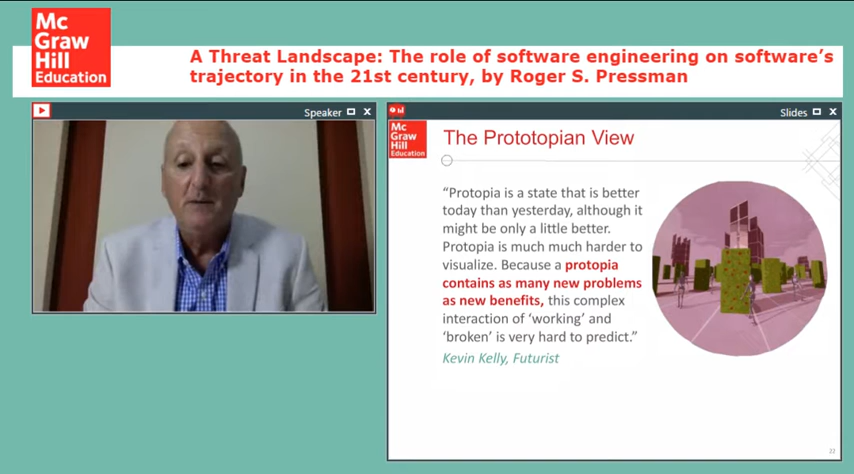 Mc
Graw
Hill
Education
A Threat Landscape: The role of software engineering on software’s
trajectory in the 21st century, by Roger S. Pressman
Speaker
Slides
Mc
Graw
Hill
Education
The Prototopian View
“Protopia is a state that is better
today than yesterday, although it
might be only a little better.
Protopia is much much harder to
visualize. Because a protopia
contains as many new problems
as new benefits, this complex
interaction of ‘working’ and
‘broken’ is very hard to predict.”
Kevin Kelly, Futurist
22